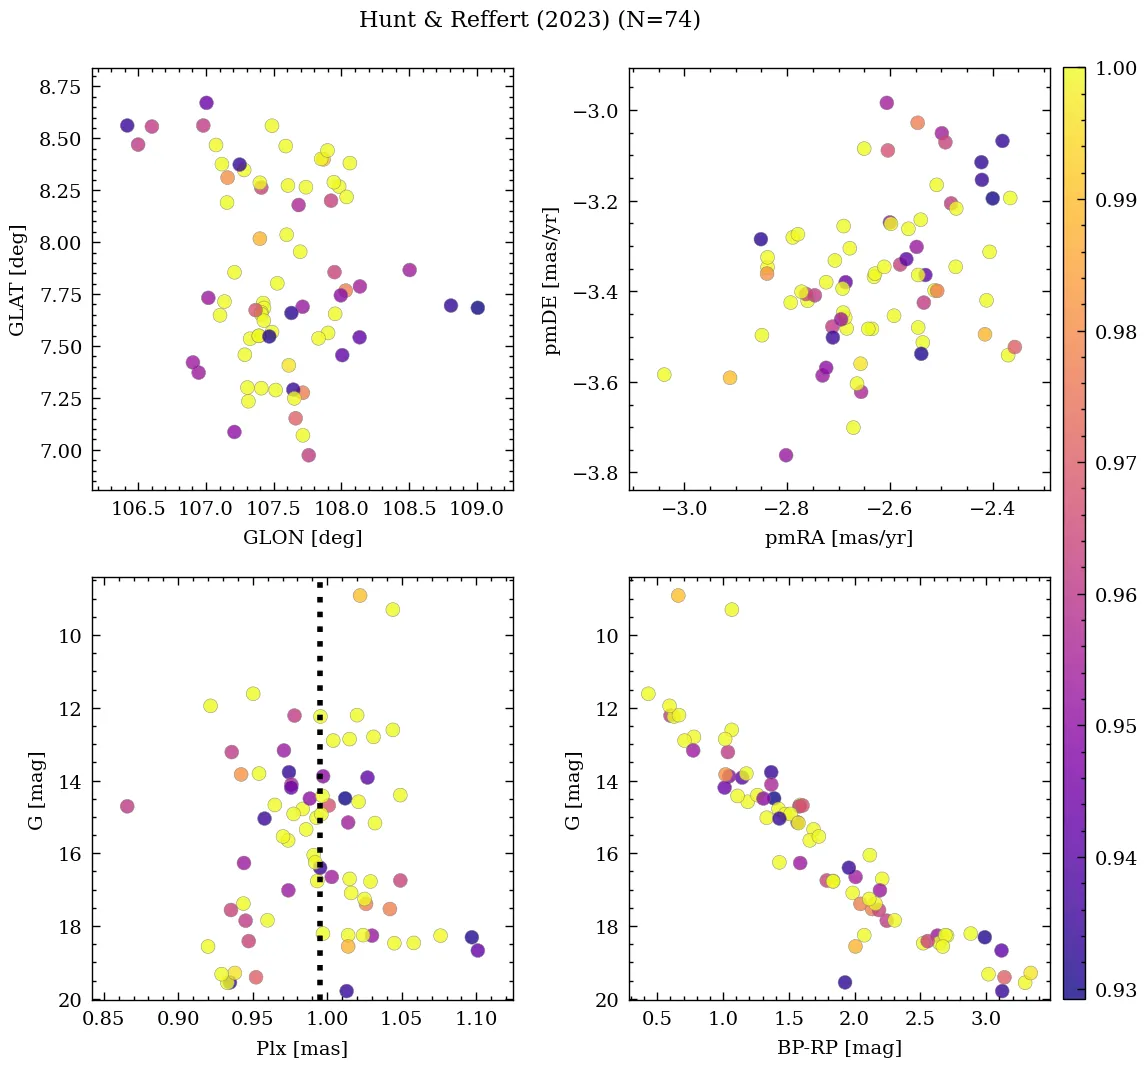 Hunt & Reffert (2023) (N=74)
8.75
8.50
8.25
8.00
7.75
7.50
7.25
7.00
GLAT [deg]
106.5 107.0 107.5 108.0 108.5 109.0
GLON [deg]
−3.0
−3.2
−3.4
−3.6
−3.8
pmDE [mas/yr]
−3.0 −2.8 −2.6 −2.4
pmRA [mas/yr]
10
12
14
16
18
20
G [mag]
0.85 0.90 0.95 1.00 1.05 1.10
Plx [mas]
10
12
14
16
18
20
G [mag]
0.5 1.0 1.5 2.0 2.5 3.0
BP-RP [mag]
1.00
0.99
0.98
0.97
0.96
0.95
0.94
0.93